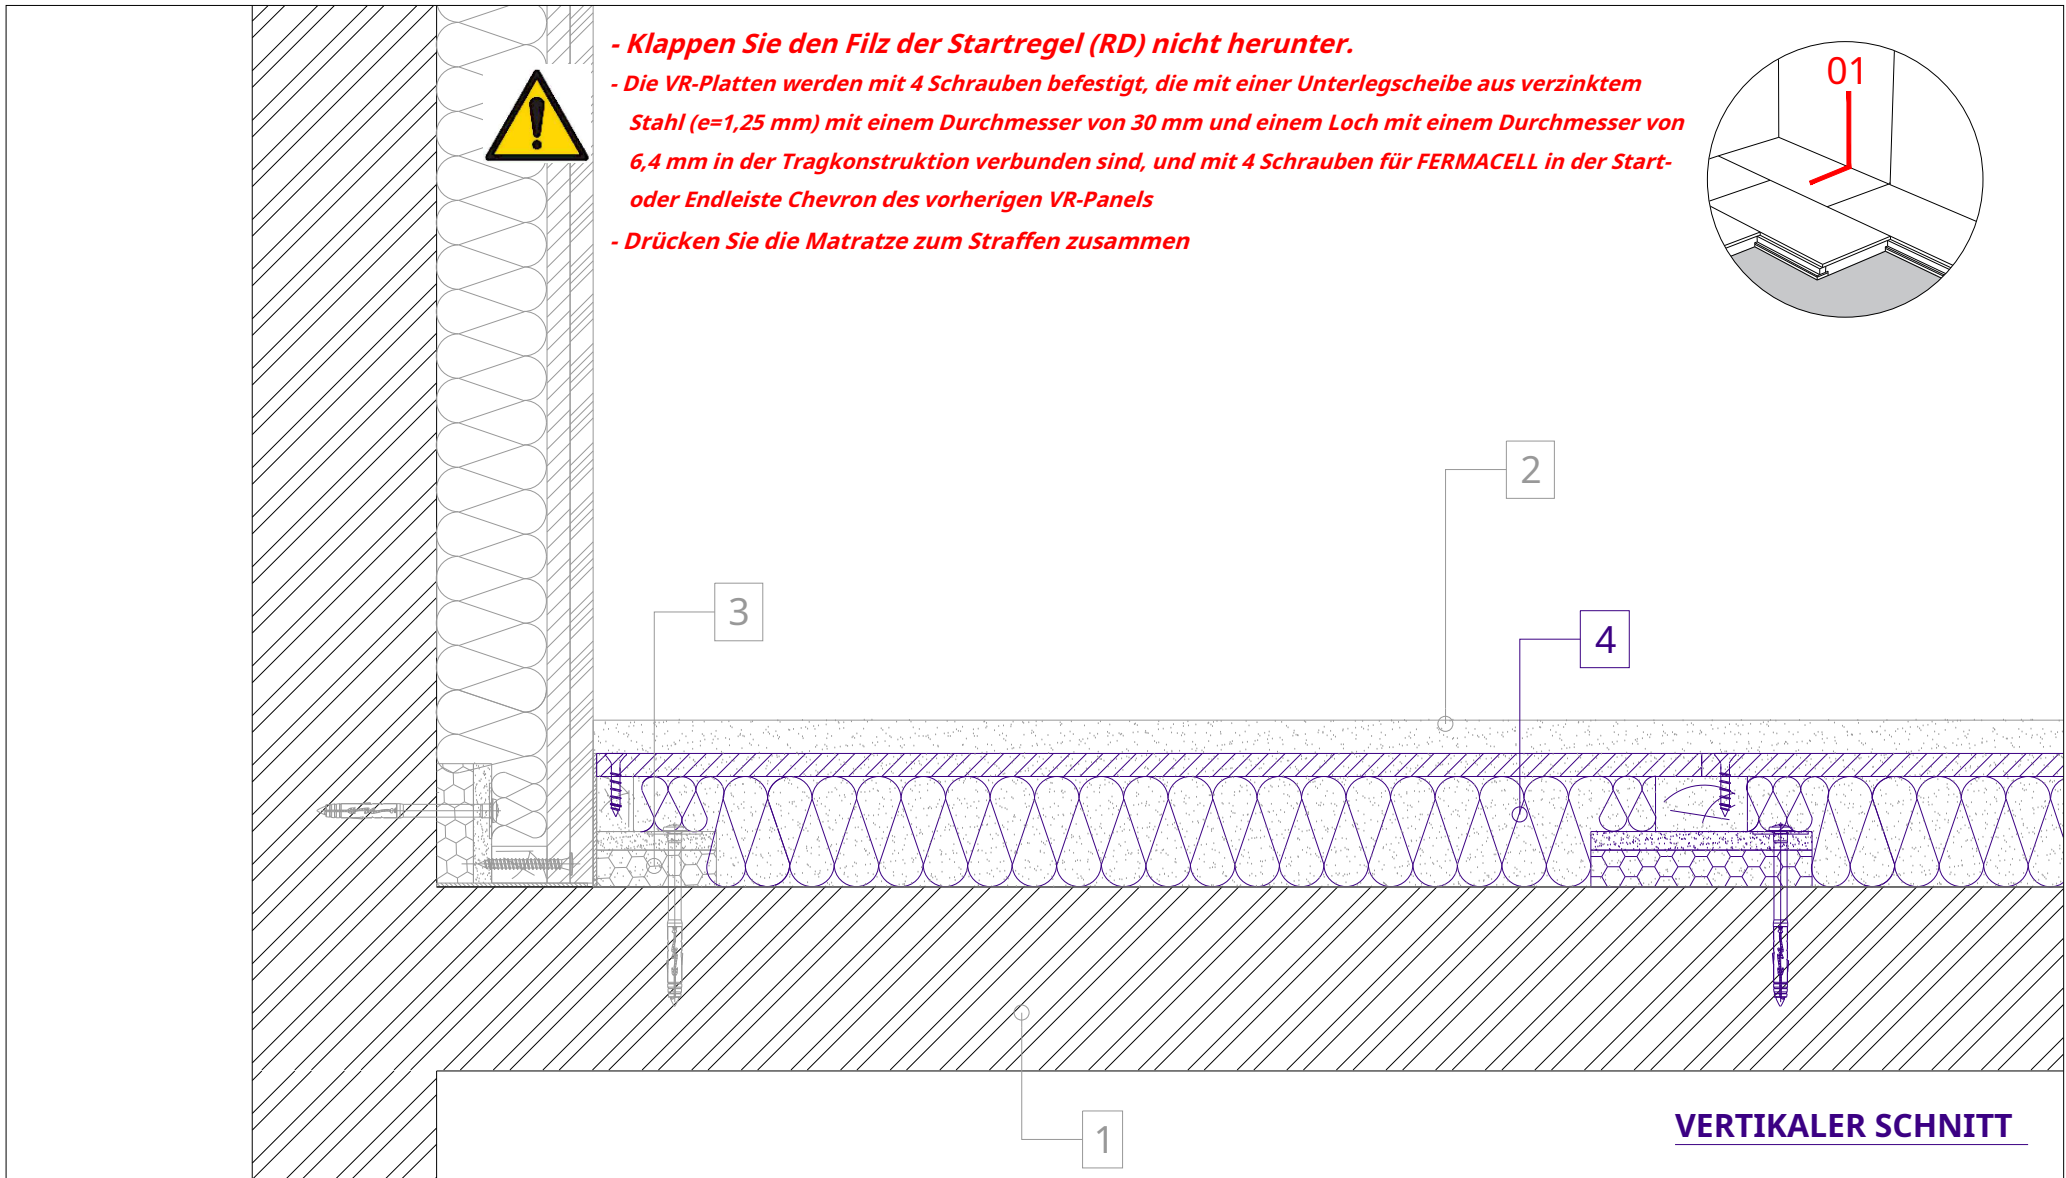 - Klappen Sie den Filz der Startregel (RD) nicht herunter.
- Die VR-Platten werden mit 4 Schrauben befestigt, die mit einer Unterlegscheibe aus verzinktem
Stahl (e=1,25 mm) mit einem Durchmesser von 30 mm und einem Loch mit einem Durchmesser von
6,4 mm in der Tragkonstruktion verbunden sind, und mit 4 Schrauben für FERMACELL in der Start-
oder Endleiste Chevron des vorherigen VR-Panels
- Drücken Sie die Matratze zum Straffen zusammen
01
2
3
4
1
VERTIKALER SCHNITT